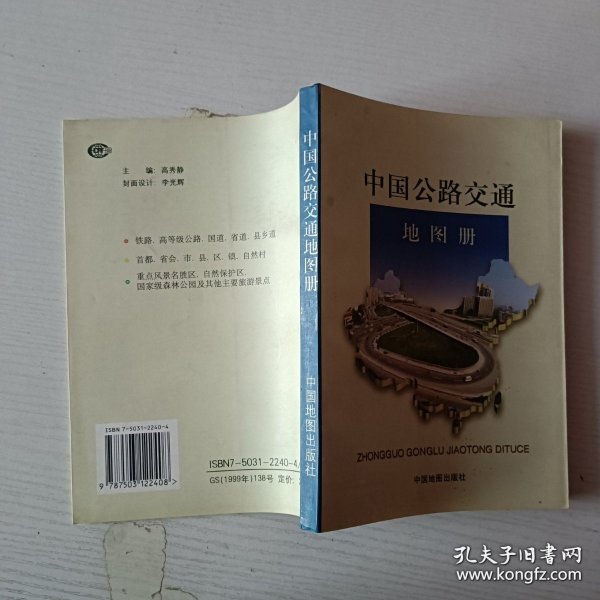 主 编: 高秀静
封面设计: 李光辉
铁路、高等级公路、国道、省道、县乡道
首都、省会、市、县、区、镇、自然村
重点风景名胜区、自然保护区、
国家级森林公园及其他主要旅游景点
ISBN 7-5031-2240-4
9 787503 122408 >
ISBN7-5031-2240-4
GS(1999年)138号 定价:
中国公路交通地图册
中国地图出版社
中国公路交通
地图册
ZHONGGUO GONGLU JIAOTONG DITUCE
中国地图出版社
孔夫子旧书网
www.kongfz.com